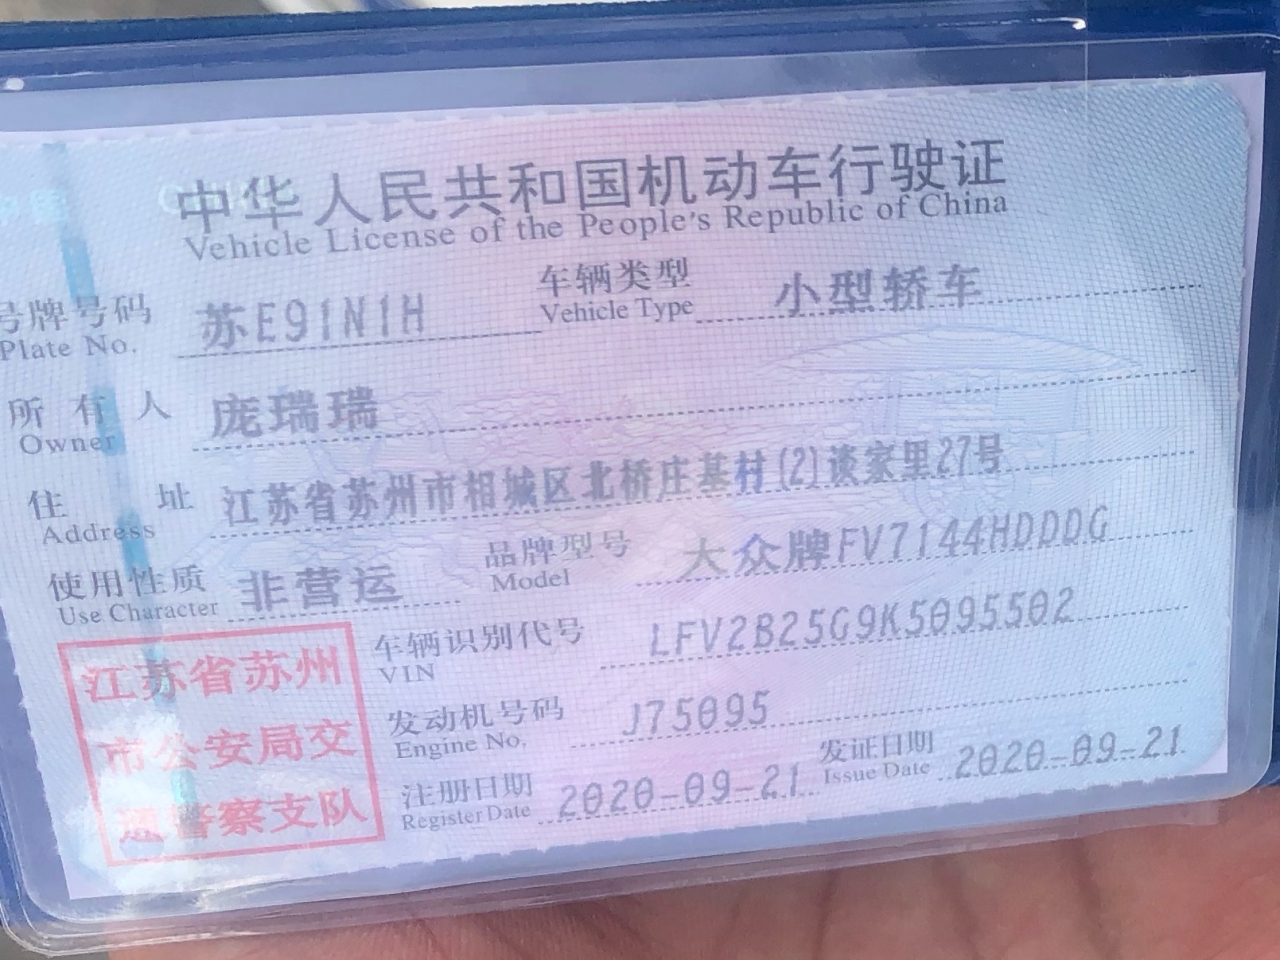 中华人民共和国机动车行驶证
Vehicle License of the People's Republic of China
号牌号码 苏E91N1H 车辆类型 小型轿车
Plate No. Vehicle Type
所有人 庞瑞瑞
Owner
住址 江苏省苏州市相城区北桥庄基村(2)谈家里27号
Address
使用性质 非营运 品牌型号 大众牌FV7144HDDDG
Use Character Model
车辆识别代号 LFV2B25G9K5095502
VIN
发动机号码 J75095
Engine No.
注册日期 2020-09-21 发证日期 2020-09-21
Register Date Issue Date
江苏省苏州
市公安局交
通警察支队